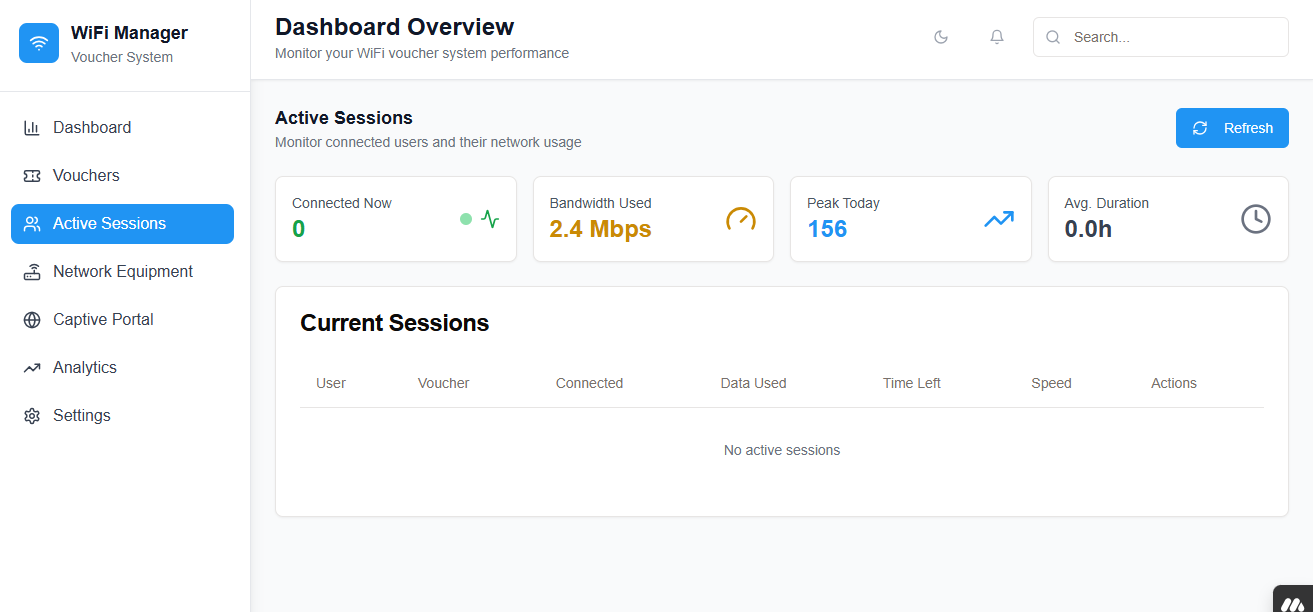 WiFi Manager
Voucher System
Dashboard
Vouchers
Active Sessions
Network Equipment
Captive Portal
Analytics
Settings
Dashboard Overview
Monitor your WiFi voucher system performance
Search...
Active Sessions
Monitor connected users and their network usage
Refresh
Connected Now
0
Bandwidth Used
2.4 Mbps
Peak Today
156
Avg. Duration
0.0h
Current Sessions
User Voucher Connected Data Used Time Left Speed Actions
No active sessions